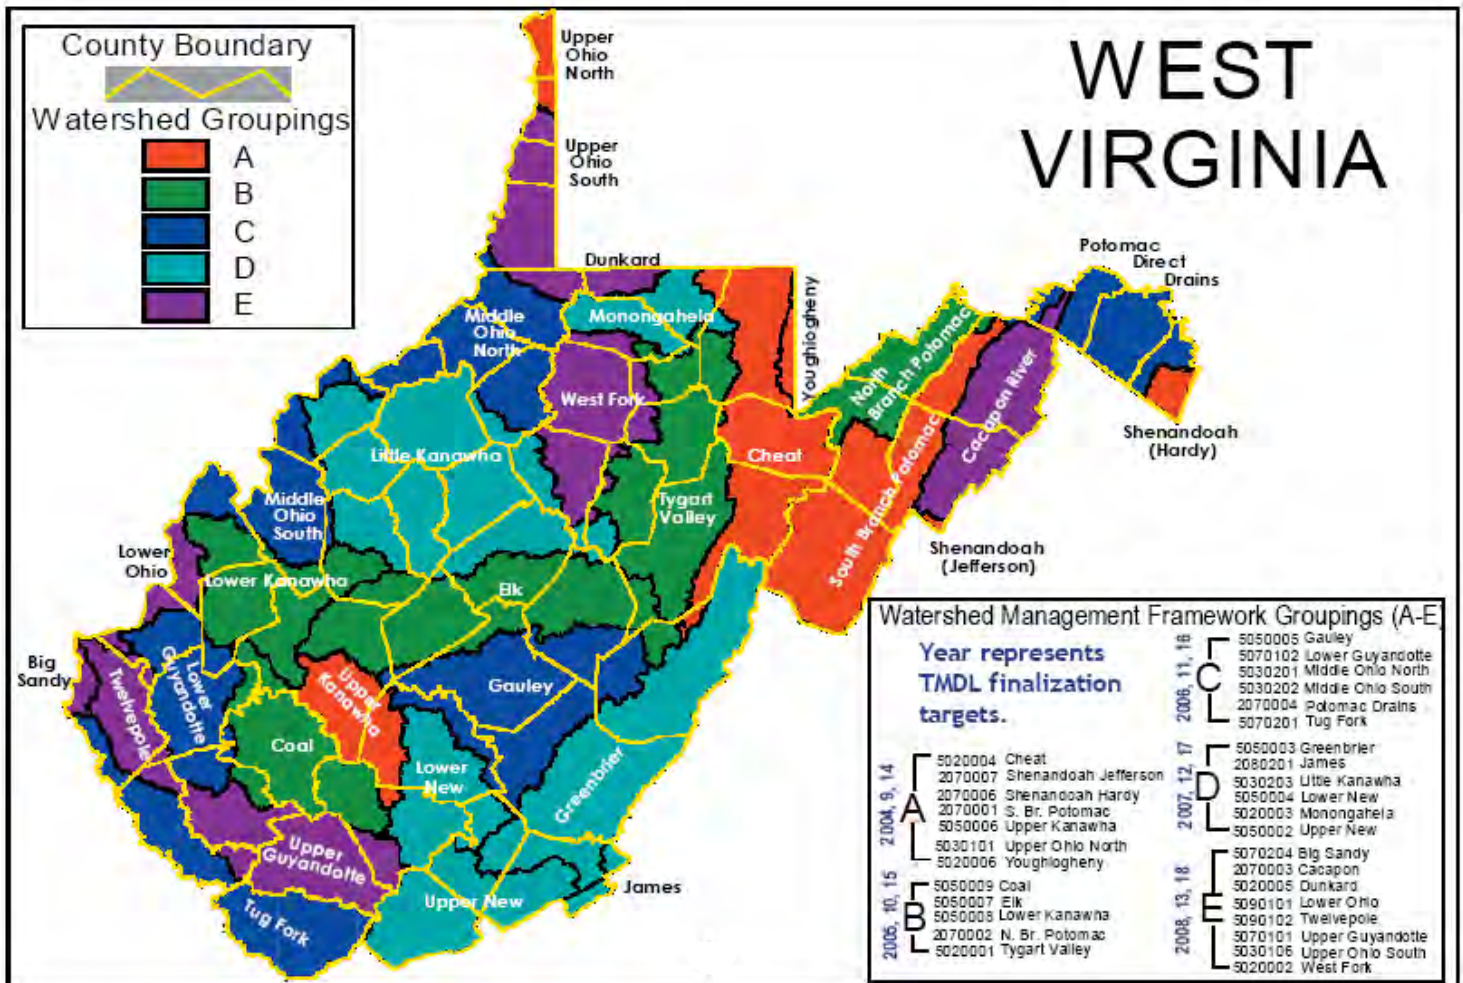 WEST
VIRGINIA
County Boundary
Watershed Groupings
A
B
C
D
E
Upper
Ohio
North
Upper
Ohio
South
Dunkard
Monongahela
Middle
Ohio
North
Youghiogheny
Potomac
Direct
Drains
North
Branch Potomac
West Fork
Cacapon River
Shenandoah
(Hardy)
Little Kanawha
Cheat
South Branch Potomac
Middle
Ohio
South
Tygart
Valley
Shenandoah
(Jefferson)
Lower
Ohio
Lower Kanawha
Elk
Big
Sandy
Twelvepole
Lower
Guyandotte
Upper
Kanawha
Gauley
Coal
Lower
New
Greenbrier
Upper
Guyandotte
James
Upper New
Tug Fork
Watershed Management Framework Groupings (A-E)
Year represents
TMDL finalization
targets.
2004, 9, 14
A
5020004 Cheat
2070007 Shenandoah Jefferson
2070006 Shenandoah Hardy
2070001 S. Br. Potomac
5050006 Upper Kanawha
5030101 Upper Ohio North
5020006 Youghiogheny
2005, 10, 15
B
5050009 Coal
5050007 Elk
5050008 Lower Kanawha
2070002 N. Br. Potomac
5020001 Tygart Valley
2006, 11, 16
C
5050005 Gauley
5070102 Lower Guyandotte
5030201 Middle Ohio North
5030202 Middle Ohio South
2070004 Potomac Drains
5070201 Tug Fork
2007, 12, 17
D
5050003 Greenbrier
2080201 James
5030203 Little Kanawha
5050004 Lower New
5020003 Monongahela
5050002 Upper New
2008, 13, 18
E
5070204 Big Sandy
2070003 Cacapon
5020005 Dunkard
5090101 Lower Ohio
5090102 Twelvepole
5070101 Upper Guyandotte
5030106 Upper Ohio South
5020002 West Fork